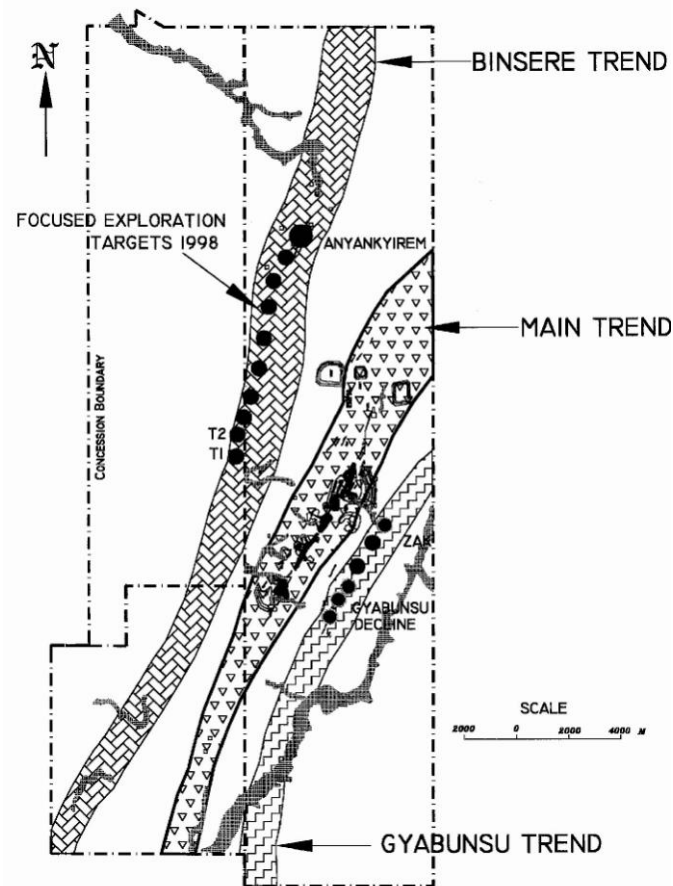 N
BINSERE TREND
FOCUSED EXPLORATION
TARGETS 1998
ANYANKYIREM
MAIN TREND
CONCESSION BOUNDARY
T2
T1
ZAK
GYABUNSU
DECLINE
SCALE
2000 0 2000 4000 M
GYABUNSU TREND